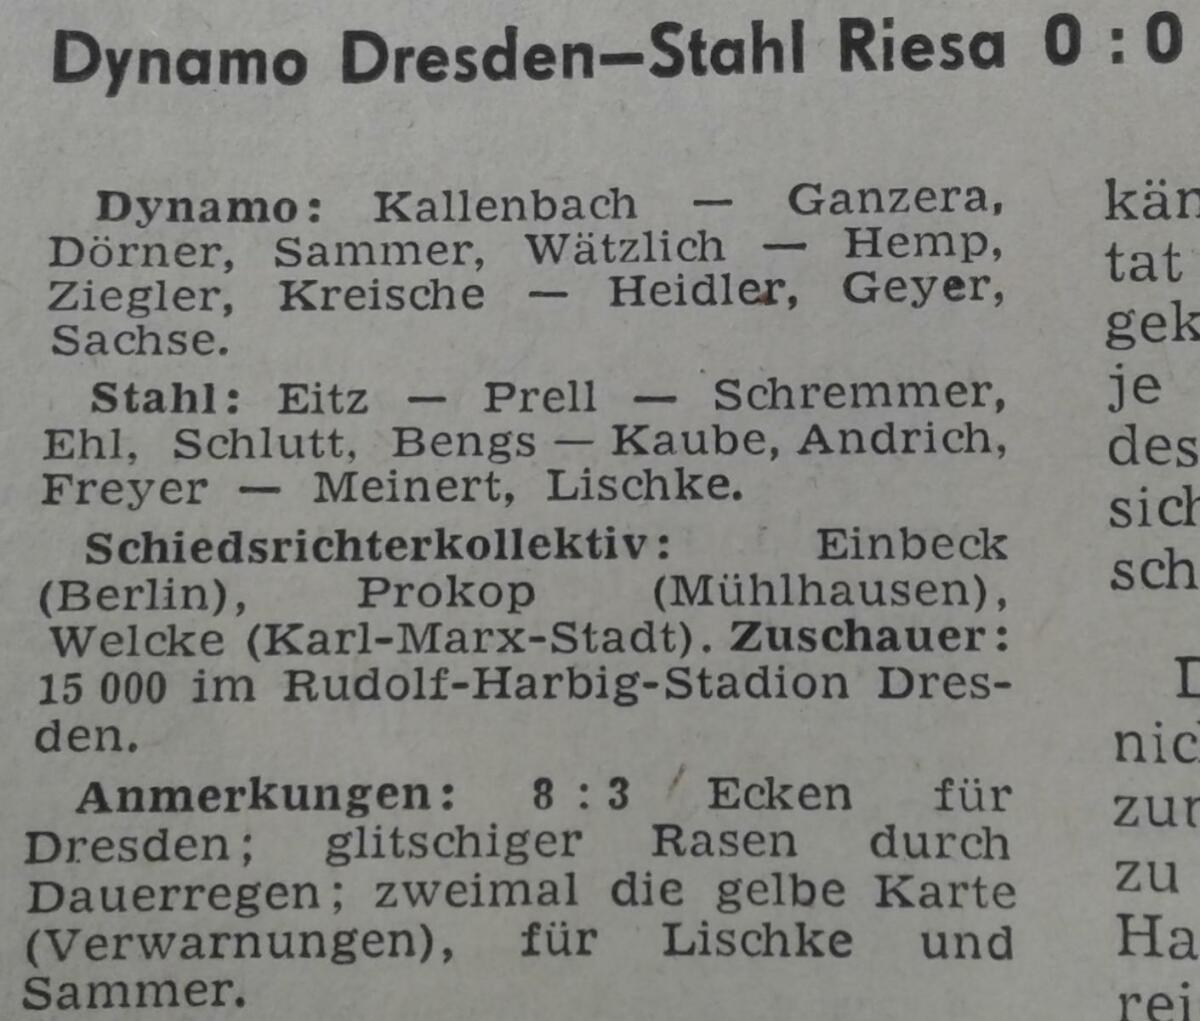 Dynamo Dresden—Stahl Riesa 0 : 0
Dynamo: Kallenbach — Ganzera,
Dörner, Sammer, Wätzlich — Hemp,
Ziegler, Kreische — Heidler, Geyer,
Sachse.
Stahl: Eitz — Prell — Schremmer,
Ehl, Schlutt, Bengs — Kaube, Andrich,
Freyer — Meinert, Lischke.
Schiedsrichterkollektiv: Einbeck
(Berlin), Prokop (Mühlhausen),
Welcke (Karl-Marx-Stadt). Zuschauer:
15 000 im Rudolf-Harbig-Stadion Dres-
den.
Anmerkungen: 8 : 3 Ecken für
Dresden; glitschiger Rasen durch
Dauerregen; zweimal die gelbe Karte
(Verwarnungen), für Lischke und
Sammer.
tat
je
des
zu